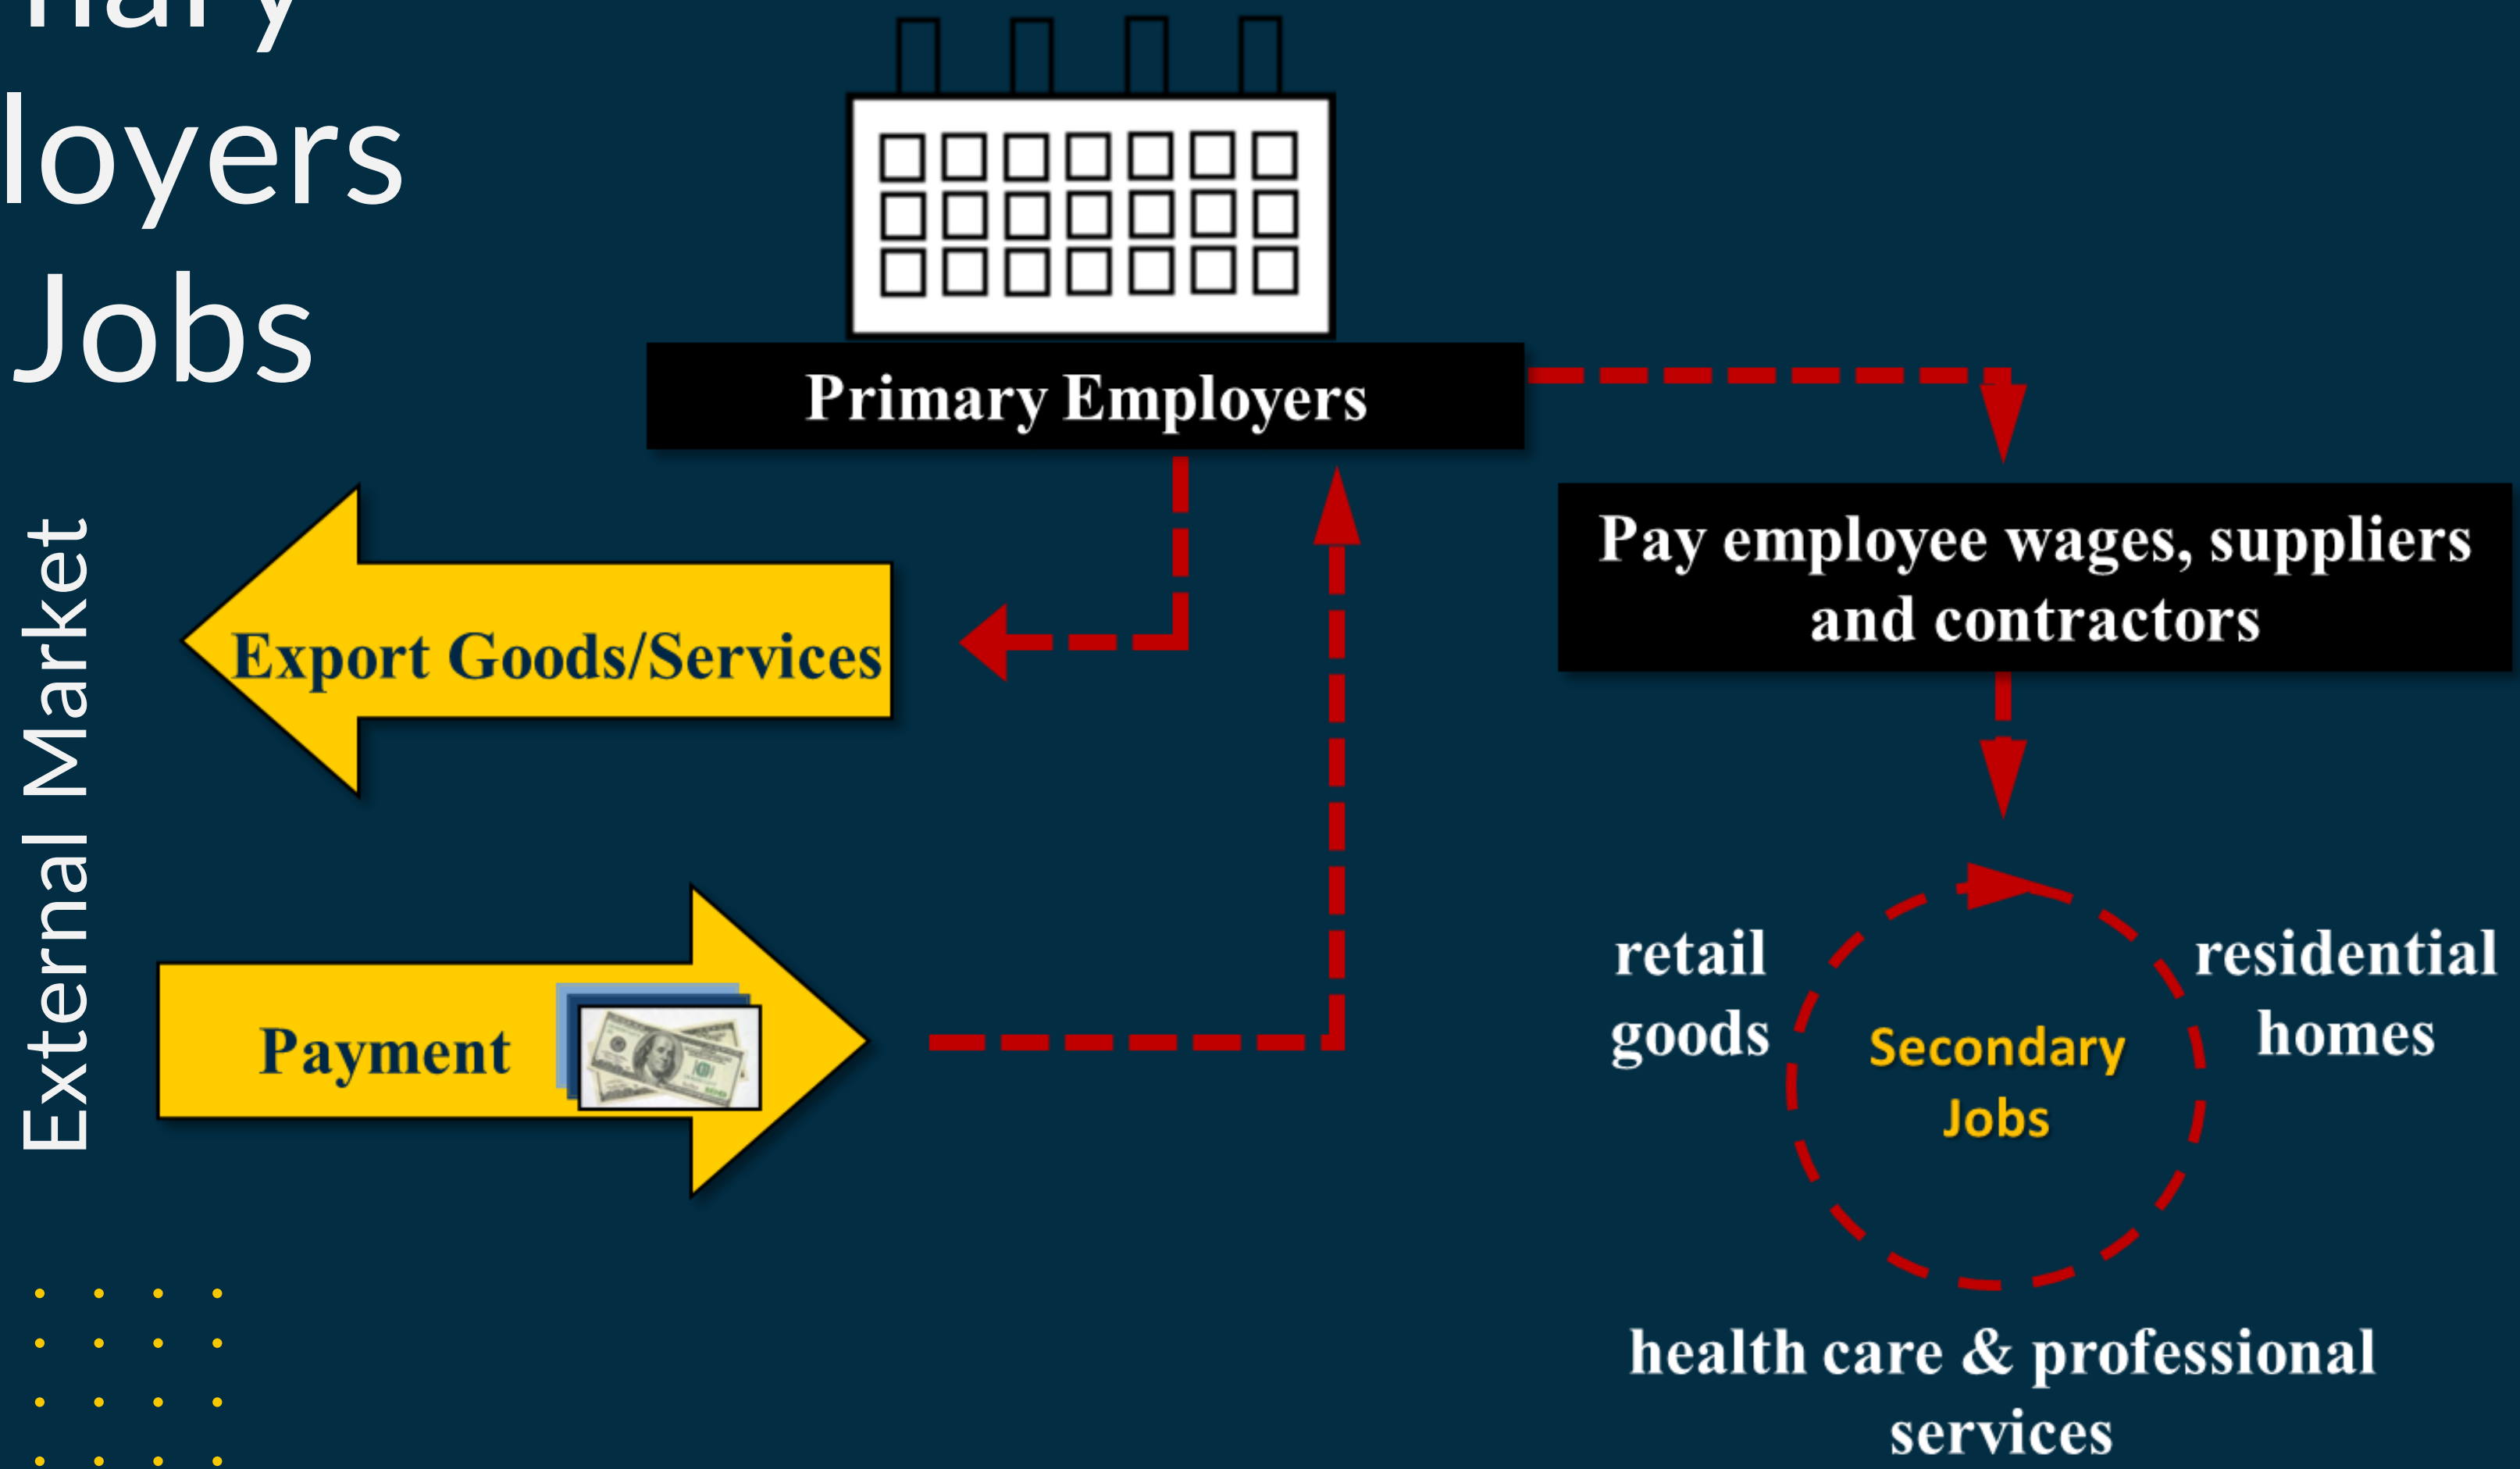 loyers
Jobs
Primary Employers
External Market
Export Goods/Services
Payment
Pay employee wages, suppliers
and contractors
retail
goods
residential
homes
Secondary
Jobs
health care & professional
services